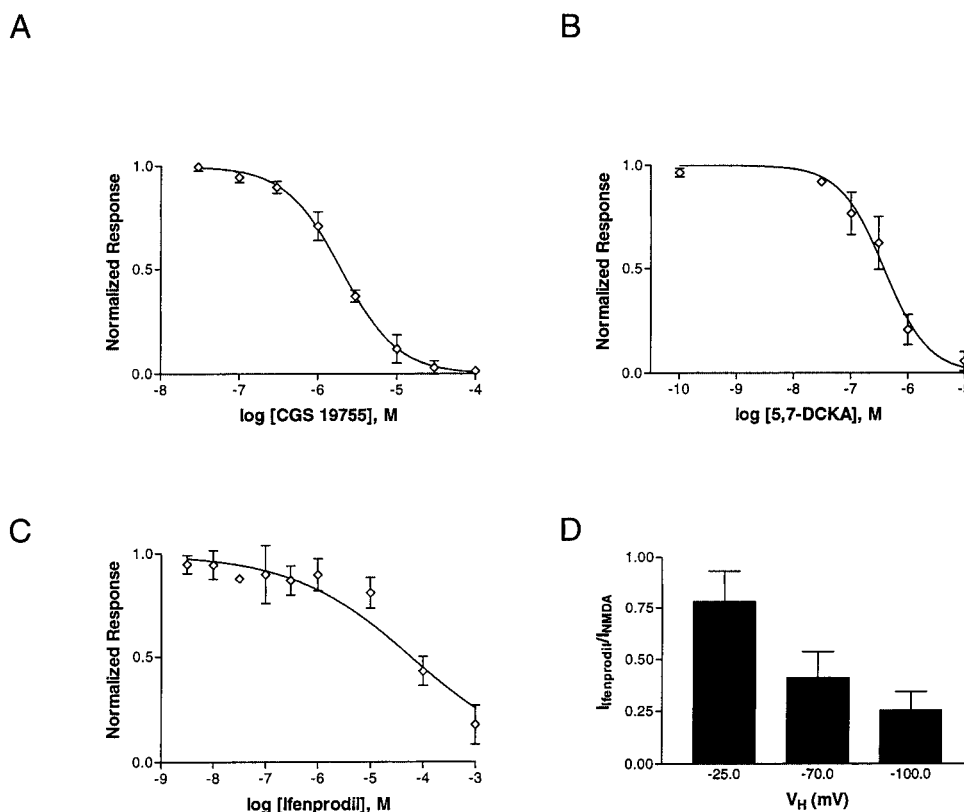 A
Normalized Response
1.0
0.5
0.0
-8 -7 -6 -5 -4
log [CGS 19755], M
B
Normalized Response
1.0
0.5
0.0
-10 -9 -8 -7 -6
log [5,7-DCKA], M
C
Normalized Response
1.0
0.5
0.0
-9 -8 -7 -6 -5 -4 -3
log [Ifenprodil], M
D
IIfenprodil/INMDA
1.00
0.75
0.50
0.25
0.00
-25.0 -70.0 -100.0
VH (mV)